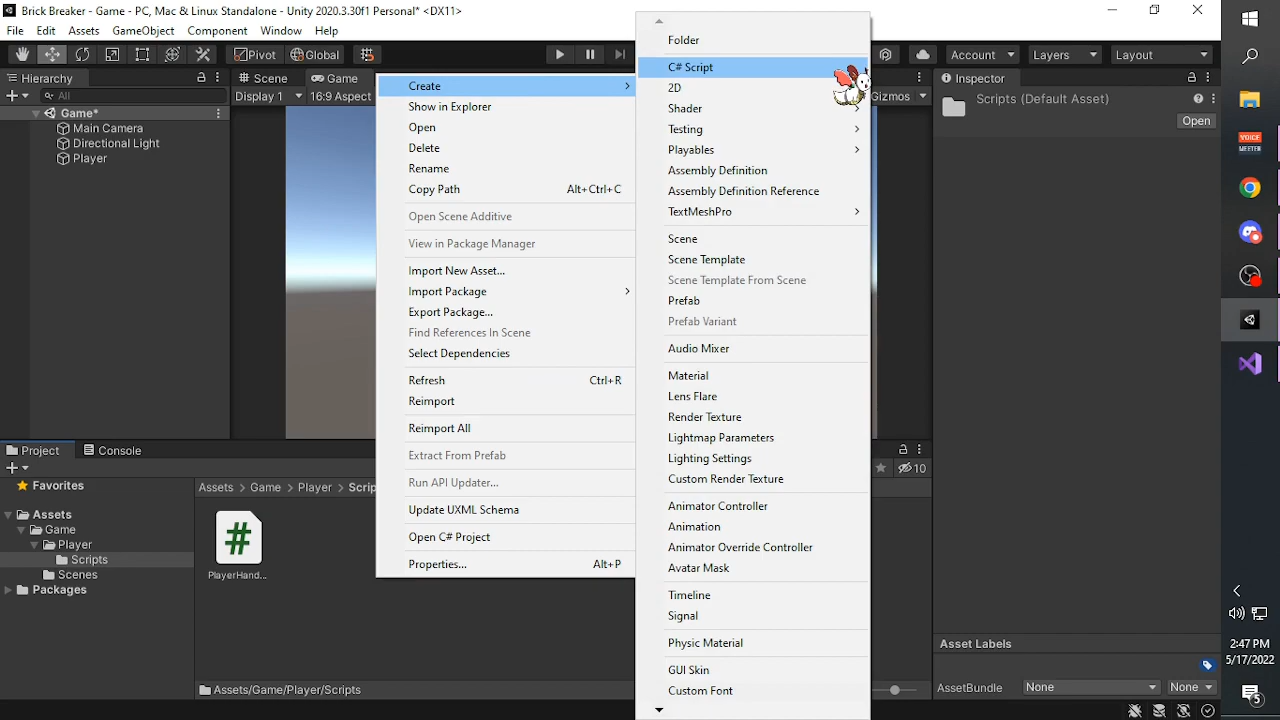 Brick Breaker - Game - PC, Mac & Linux Standalone - Unity 2020.3.30f1 Personal* <DX11>
File Edit Assets GameObject Component Window Help
Pivot Global Account Layers Layout
Hierarchy
All
Game*
Main Camera
Directional Light
Player
Scene Game
Display 1 16:9 Aspect Gizmos
Create
Show in Explorer
Open
Delete
Rename
Copy Path Alt+Ctrl+C
Open Scene Additive
View in Package Manager
Import New Asset...
Import Package
Export Package...
Find References In Scene
Select Dependencies
Refresh Ctrl+R
Reimport
Reimport All
Extract From Prefab
Run API Updater...
Update UXML Schema
Open C# Project
Properties... Alt+P
Folder
C# Script
2D
Shader
Testing
Playables
Assembly Definition
Assembly Definition Reference
TextMeshPro
Scene
Scene Template
Scene Template From Scene
Prefab
Prefab Variant
Audio Mixer
Material
Lens Flare
Render Texture
Lightmap Parameters
Lighting Settings
Custom Render Texture
Animator Controller
Animation
Animator Override Controller
Avatar Mask
Timeline
Signal
Physic Material
GUI Skin
Custom Font
Inspector
Scripts (Default Asset)
Open
Project Console
10
Favorites
Assets
Game
Player
Scripts
Scenes
Packages
Assets Game Player Scrip
#
PlayerHand...
Assets/Game/Player/Scripts
Asset Labels
AssetBundle None None
VOICE
MEETER
2:47 PM
5/17/2022
5